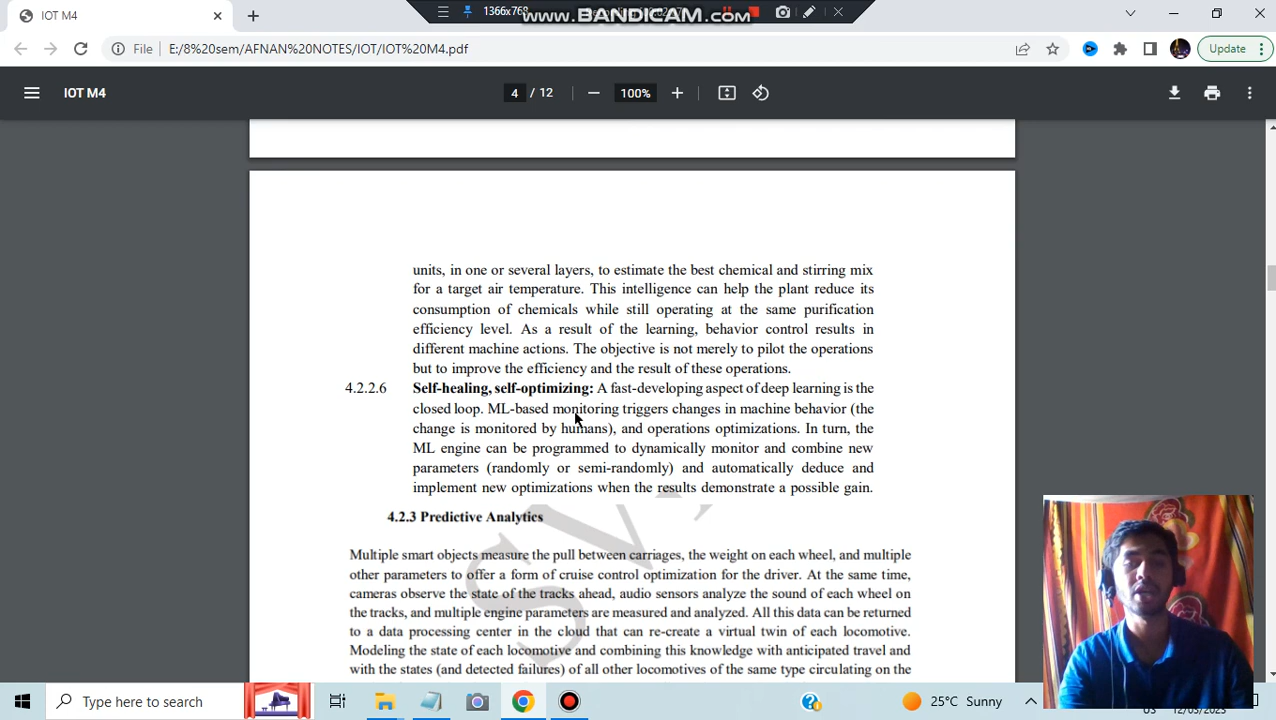 IOT M4
1366x768
www.BANDICAM.com
File
E:/8%20sem/AFNAN%20NOTES/IOT/IOT%20M4.pdf
Update
IOT M4
4 / 12
100%
units, in one or several layers, to estimate the best chemical and stirring mix
for a target air temperature. This intelligence can help the plant reduce its
consumption of chemicals while still operating at the same purification
efficiency level. As a result of the learning, behavior control results in
different machine actions. The objective is not merely to pilot the operations
but to improve the efficiency and the result of these operations.
4.2.2.6 Self-healing, self-optimizing: A fast-developing aspect of deep learning is the
closed loop. ML-based monitoring triggers changes in machine behavior (the
change is monitored by humans), and operations optimizations. In turn, the
ML engine can be programmed to dynamically monitor and combine new
parameters (randomly or semi-randomly) and automatically deduce and
implement new optimizations when the results demonstrate a possible gain.
4.2.3 Predictive Analytics
Multiple smart objects measure the pull between carriages, the weight on each wheel, and multiple
other parameters to offer a form of cruise control optimization for the driver. At the same time,
cameras observe the state of the tracks ahead, audio sensors analyze the sound of each wheel on
the tracks, and multiple engine parameters are measured and analyzed. All this data can be returned
to a data processing center in the cloud that can re-create a virtual twin of each locomotive.
Modeling the state of each locomotive and combining this knowledge with anticipated travel and
with the states (and detected failures) of all other locomotives of the same type circulating on the
Type here to search
25°C Sunny